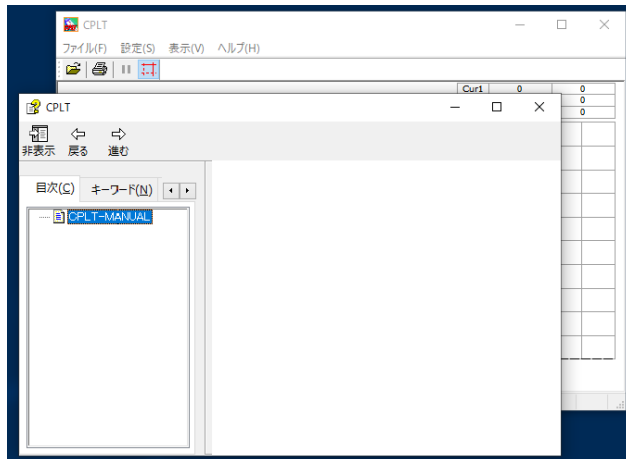 CPLT
ファイル(F) 設定(S) 表示(V) ヘルプ(H)
Cur1 0 0
0
0
CPLT
非表示 戻る 進む
目次(C) キーワード(N)
CPLT-MANUAL